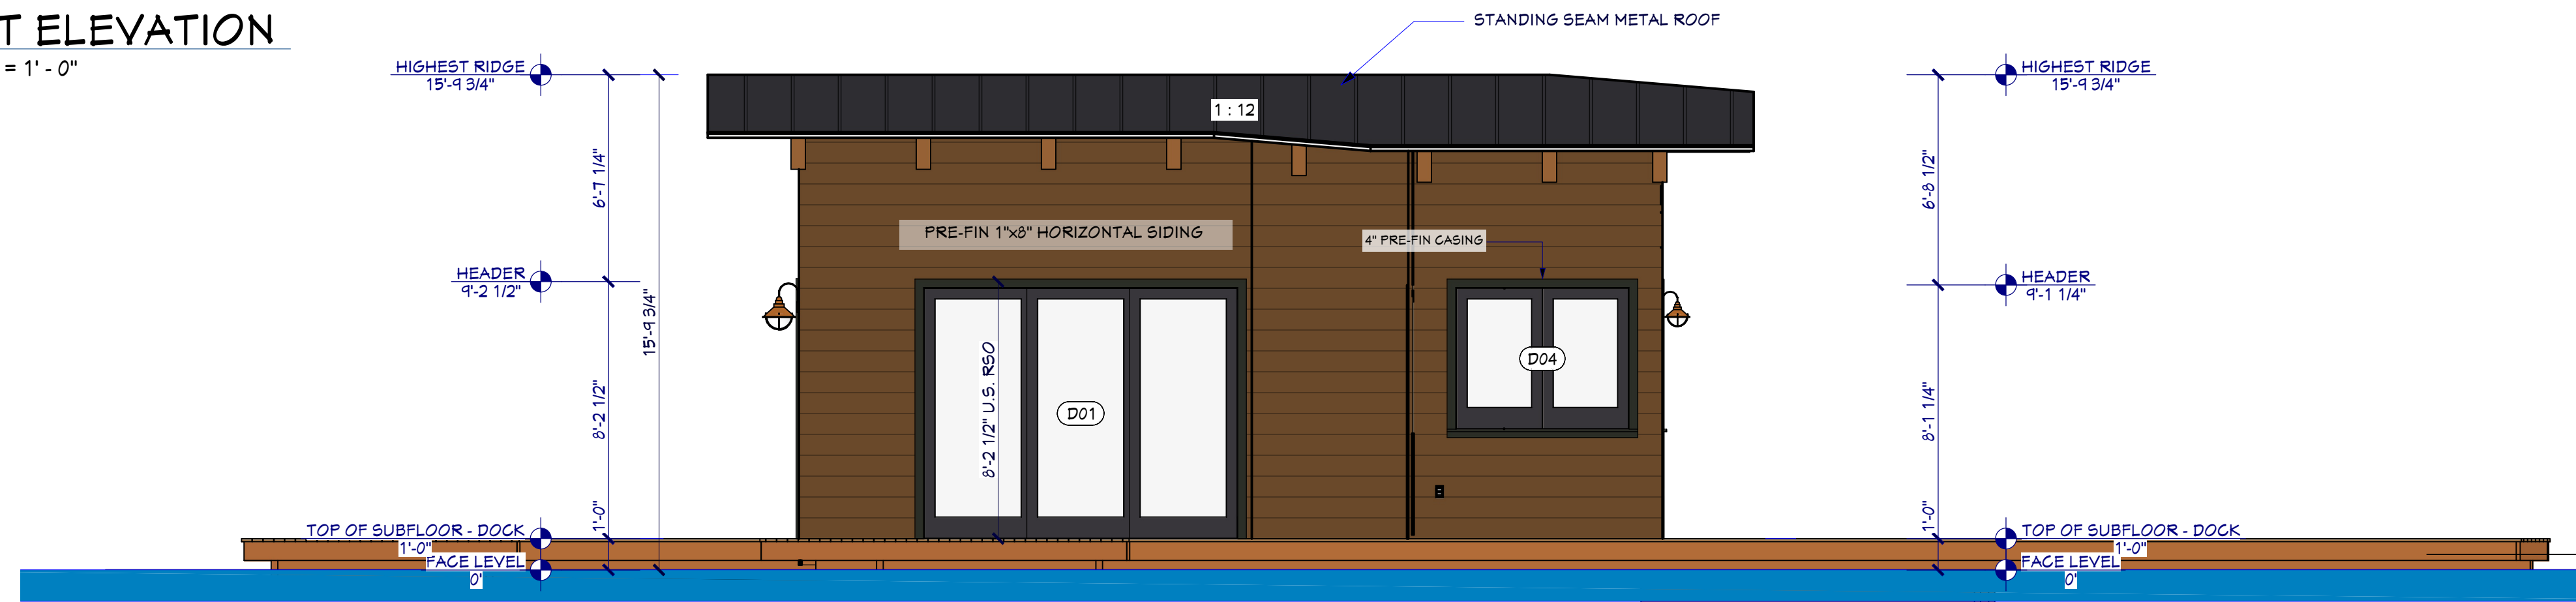 T ELEVATION
= 1' - 0"
STANDING SEAM METAL ROOF
HIGHEST RIDGE
15'-9 3/4"
HIGHEST RIDGE
15'-9 3/4"
1 : 12
6'-7 1/4"
6'-8 1/2"
PRE-FIN 1"x8" HORIZONTAL SIDING
4" PRE-FIN CASING
HEADER
9'-2 1/2"
HEADER
9'-1 1/4"
15'-9 3/4"
D04
8'-2 1/2" U.S. RSO
D01
8'-2 1/2"
8'-1 1/4"
1'-0"
1'-0"
TOP OF SUBFLOOR - DOCK
1'-0"
TOP OF SUBFLOOR - DOCK
1'-0"
FACE LEVEL
0'
FACE LEVEL
0'